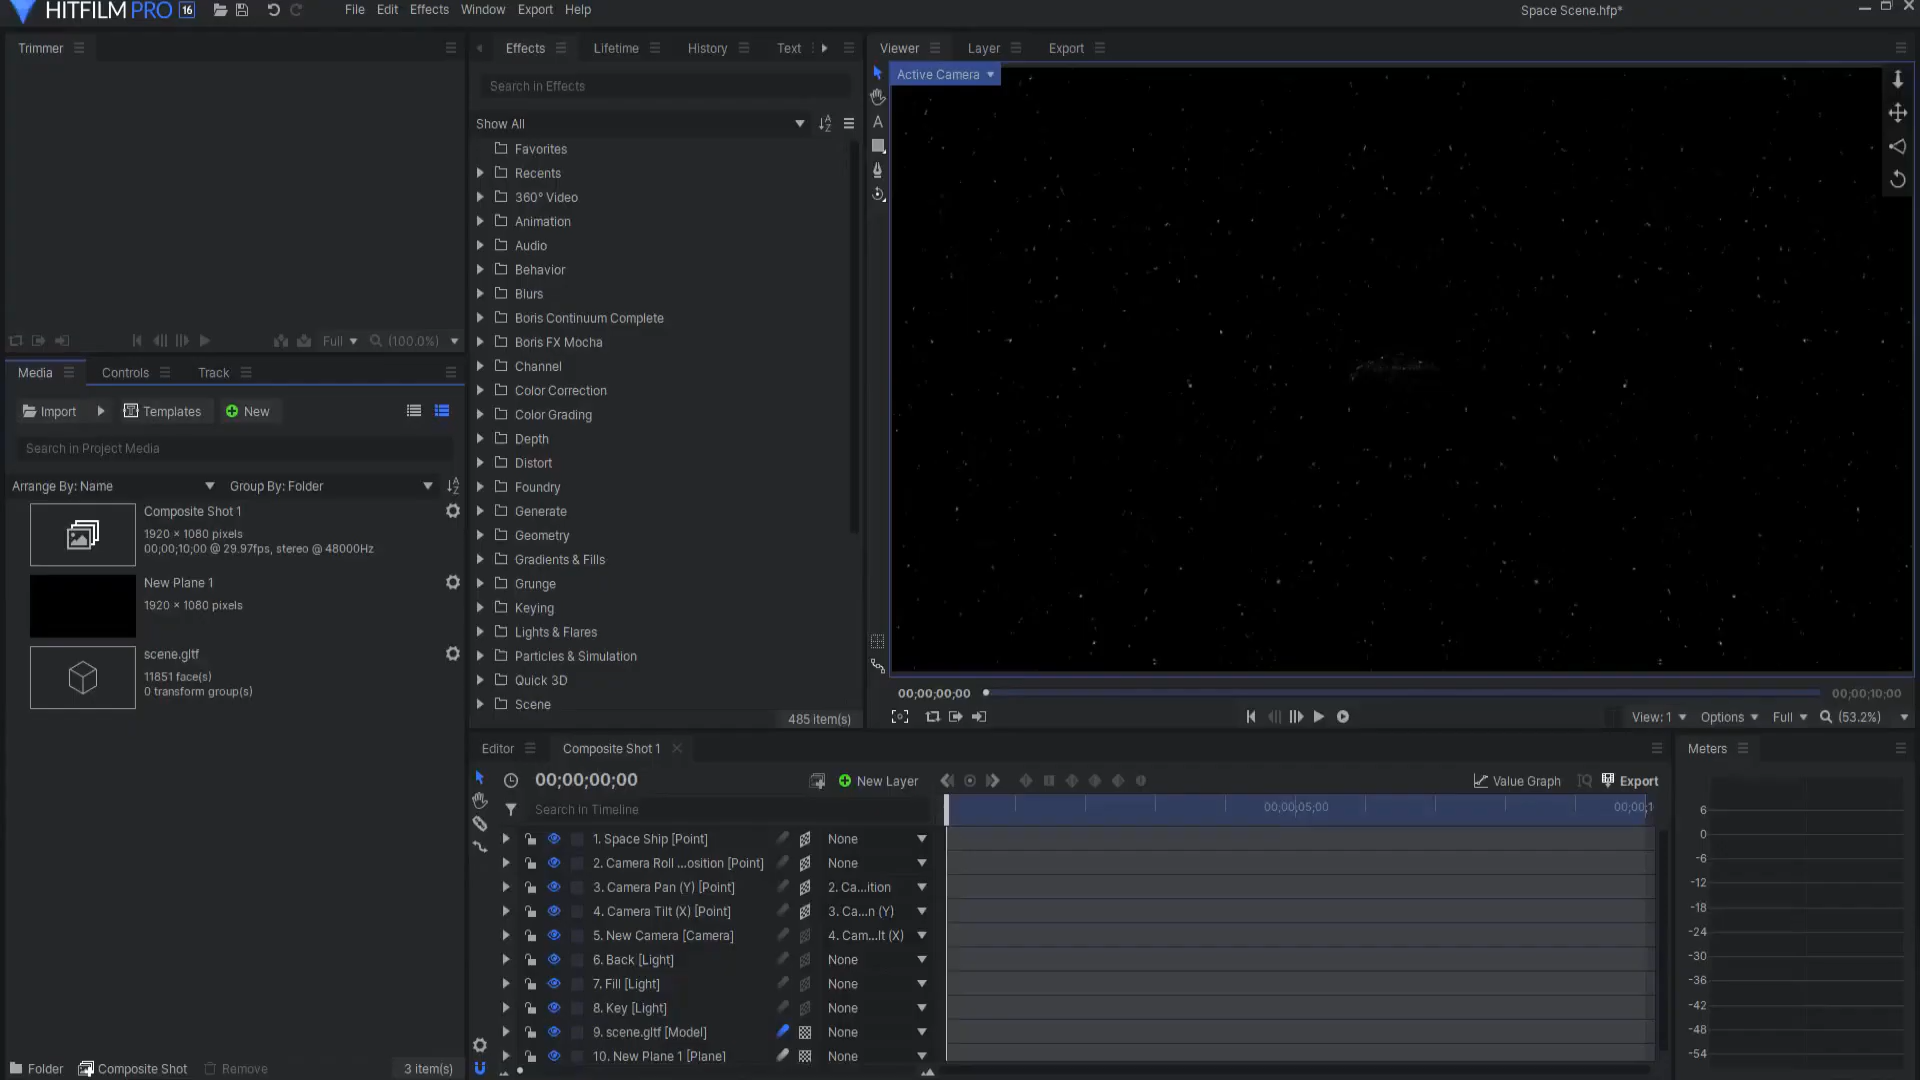 HITFILM PRO 16
File Edit Effects Window Export Help
Space Scene.hfp*
Trimmer
Effects Lifetime History Text
Viewer Layer Export
Active Camera
Search in Effects
Show All
Favorites
Recents
360° Video
Animation
Audio
Behavior
Blurs
Boris Continuum Complete
Boris FX Mocha
Channel
Color Correction
Color Grading
Depth
Distort
Foundry
Generate
Geometry
Gradients & Fills
Grunge
Keying
Lights & Flares
Particles & Simulation
Quick 3D
Scene
485 item(s)
Full (100.0%)
Media Controls Track
Import Templates New
Search in Project Media
Arrange By: Name Group By: Folder
Composite Shot 1
1920 × 1080 pixels
00;00;10;00 @ 29.97fps, stereo @ 48000Hz
New Plane 1
1920 × 1080 pixels
scene.gltf
11851 face(s)
0 transform group(s)
Folder Composite Shot Remove 3 item(s)
00;00;00;00 00;00;10;00
View: 1 Options Full (53.2%)
Editor Composite Shot 1
00;00;00;00 New Layer Value Graph Export
Search in Timeline
00;00;05;00 00;00;1
1. Space Ship [Point] None
2. Camera Roll ...osition [Point] None
3. Camera Pan (Y) [Point] 2. Ca...ition
4. Camera Tilt (X) [Point] 3. Ca...n (Y)
5. New Camera [Camera] 4. Cam...lt (X)
6. Back [Light] None
7. Fill [Light] None
8. Key [Light] None
9. scene.gltf [Model] None
10. New Plane 1 [Plane] None
Meters
6
0
-6
-12
-18
-24
-30
-36
-42
-48
-54